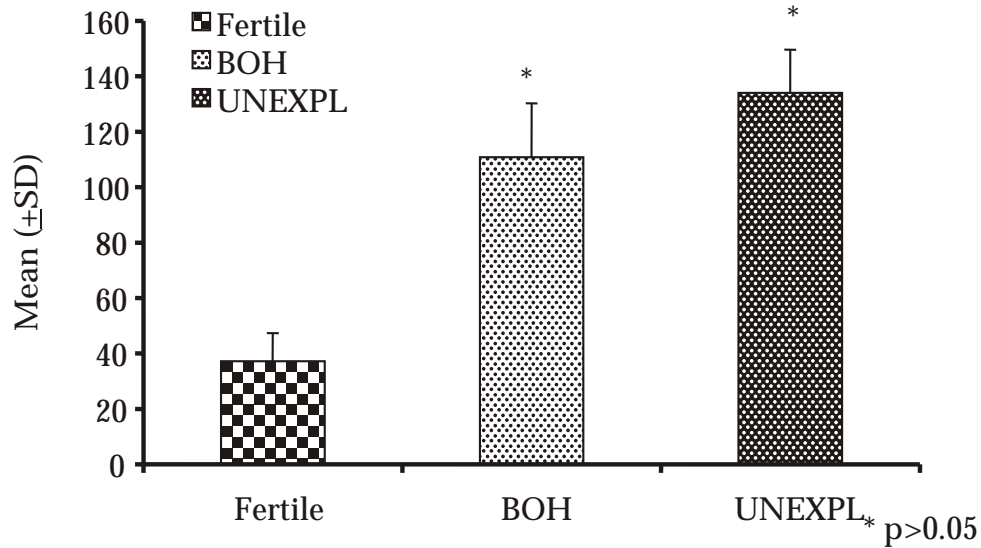 160
140
120
100
80
60
40
20
0
Mean (±SD)
Fertile
BOH
UNEXPL
*
*
Fertile BOH UNEXPL
* p>0.05